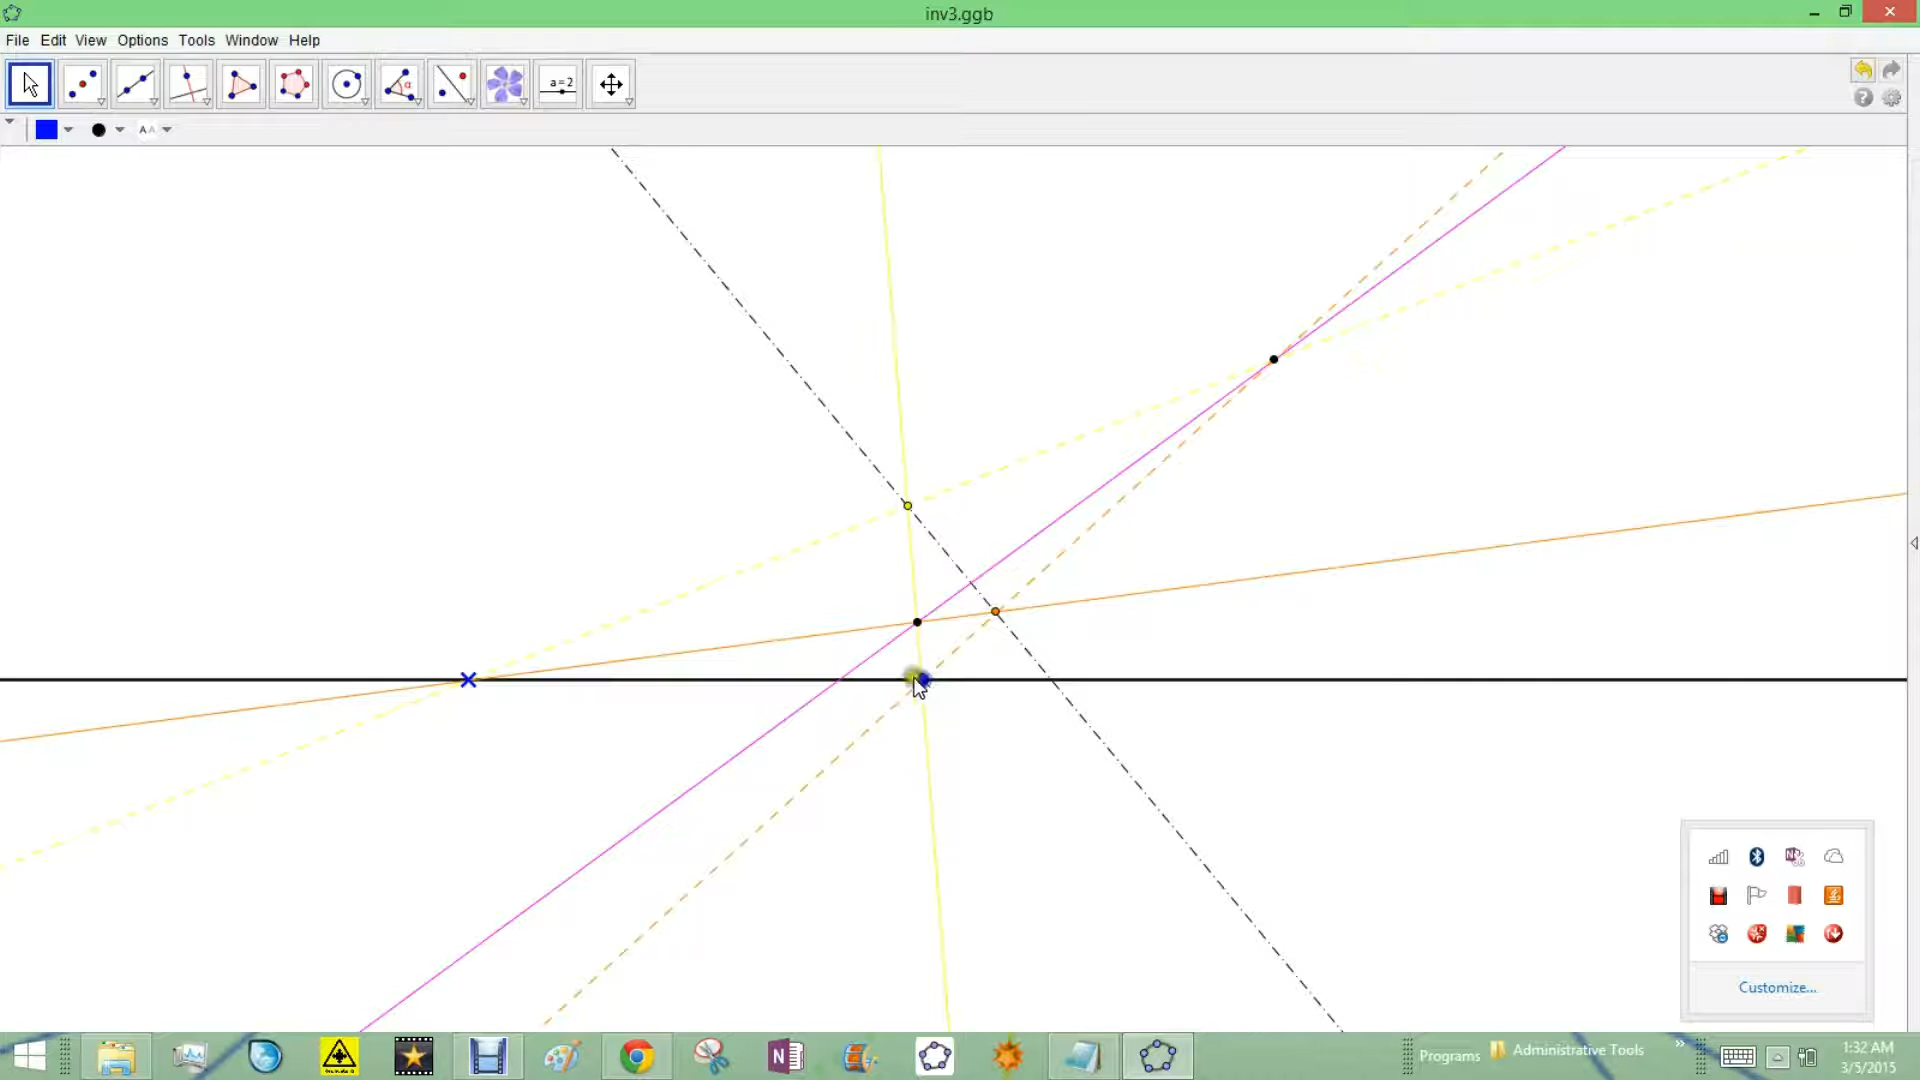 inv3.ggb
File Edit View Options Tools Window Help
α
a=2
AA
Customize...
N
Programs Administrative Tools »
1:32 AM
3/5/2015